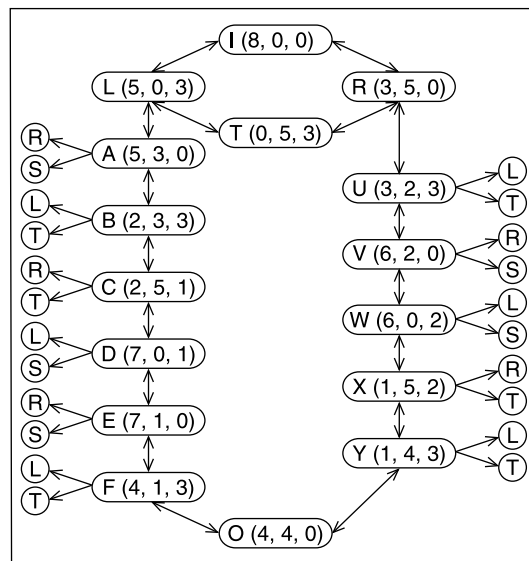 I (8, 0, 0)
L (5, 0, 3)
R (3, 5, 0)
T (0, 5, 3)
R
S
A (5, 3, 0)
L
T
U (3, 2, 3)
L
T
B (2, 3, 3)
R
S
V (6, 2, 0)
R
T
C (2, 5, 1)
L
S
W (6, 0, 2)
L
S
D (7, 0, 1)
R
T
X (1, 5, 2)
R
S
E (7, 1, 0)
L
T
Y (1, 4, 3)
L
T
F (4, 1, 3)
O (4, 4, 0)